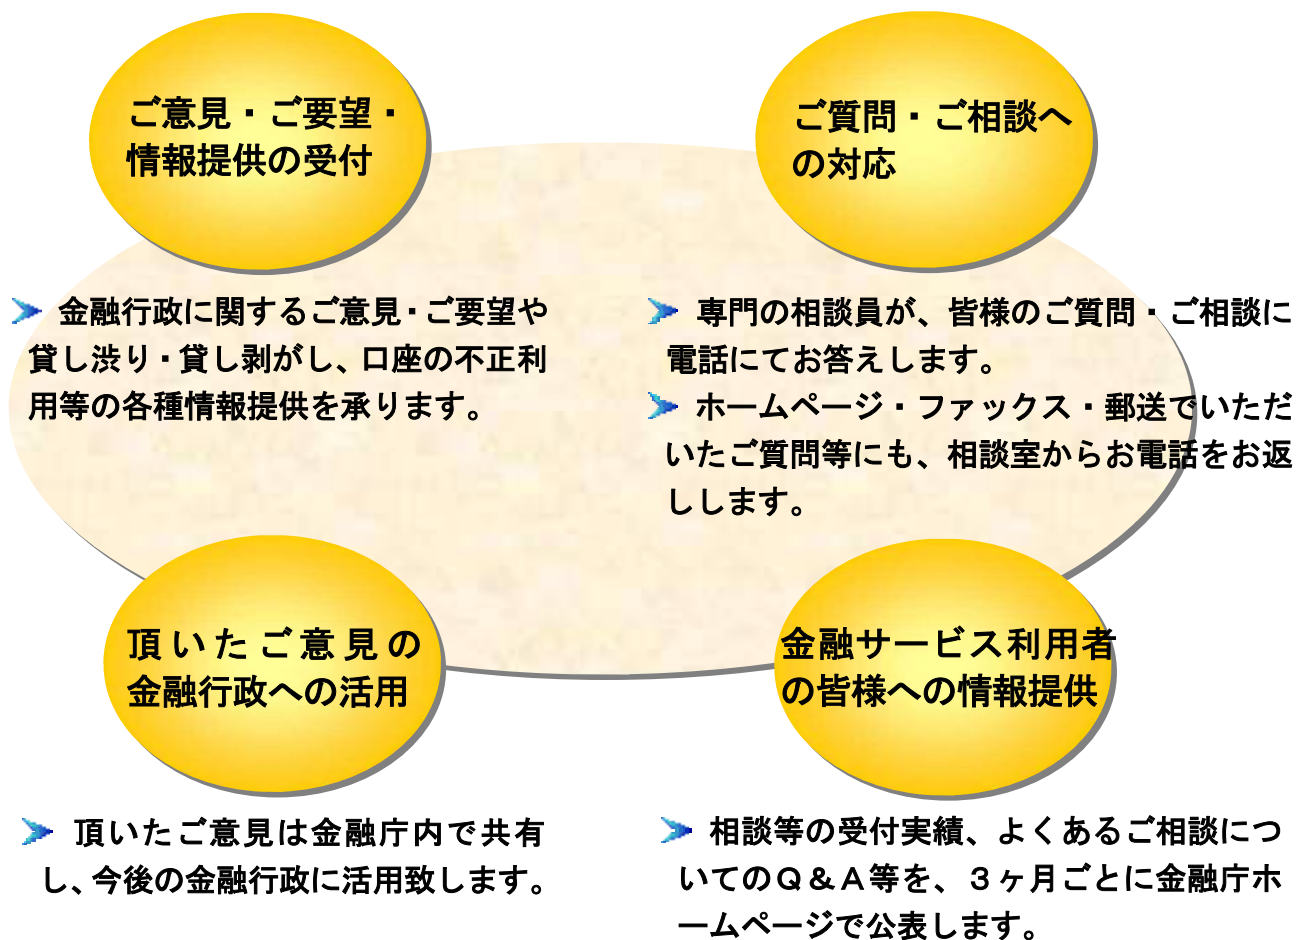 ご意見・ご要望・
情報提供の受付
ご質問・ご相談へ
の対応
金融行政に関するご意見・ご要望や
貸し渋り・貸し剥がし、口座の不正利
用等の各種情報提供を承ります。
専門の相談員が、皆様のご質問・ご相談に
電話にてお答えします。
ホームページ・ファックス・郵送でいただ
いたご質問等にも、相談室からお電話をお返
しします。
頂いたご意見の
金融行政への活用
金融サービス利用者
の皆様への情報提供
頂いたご意見は金融庁内で共有
し、今後の金融行政に活用致します。
相談等の受付実績、よくあるご相談につ
いてのQ＆A等を、３ヶ月ごとに金融庁ホ
ームページで公表します。